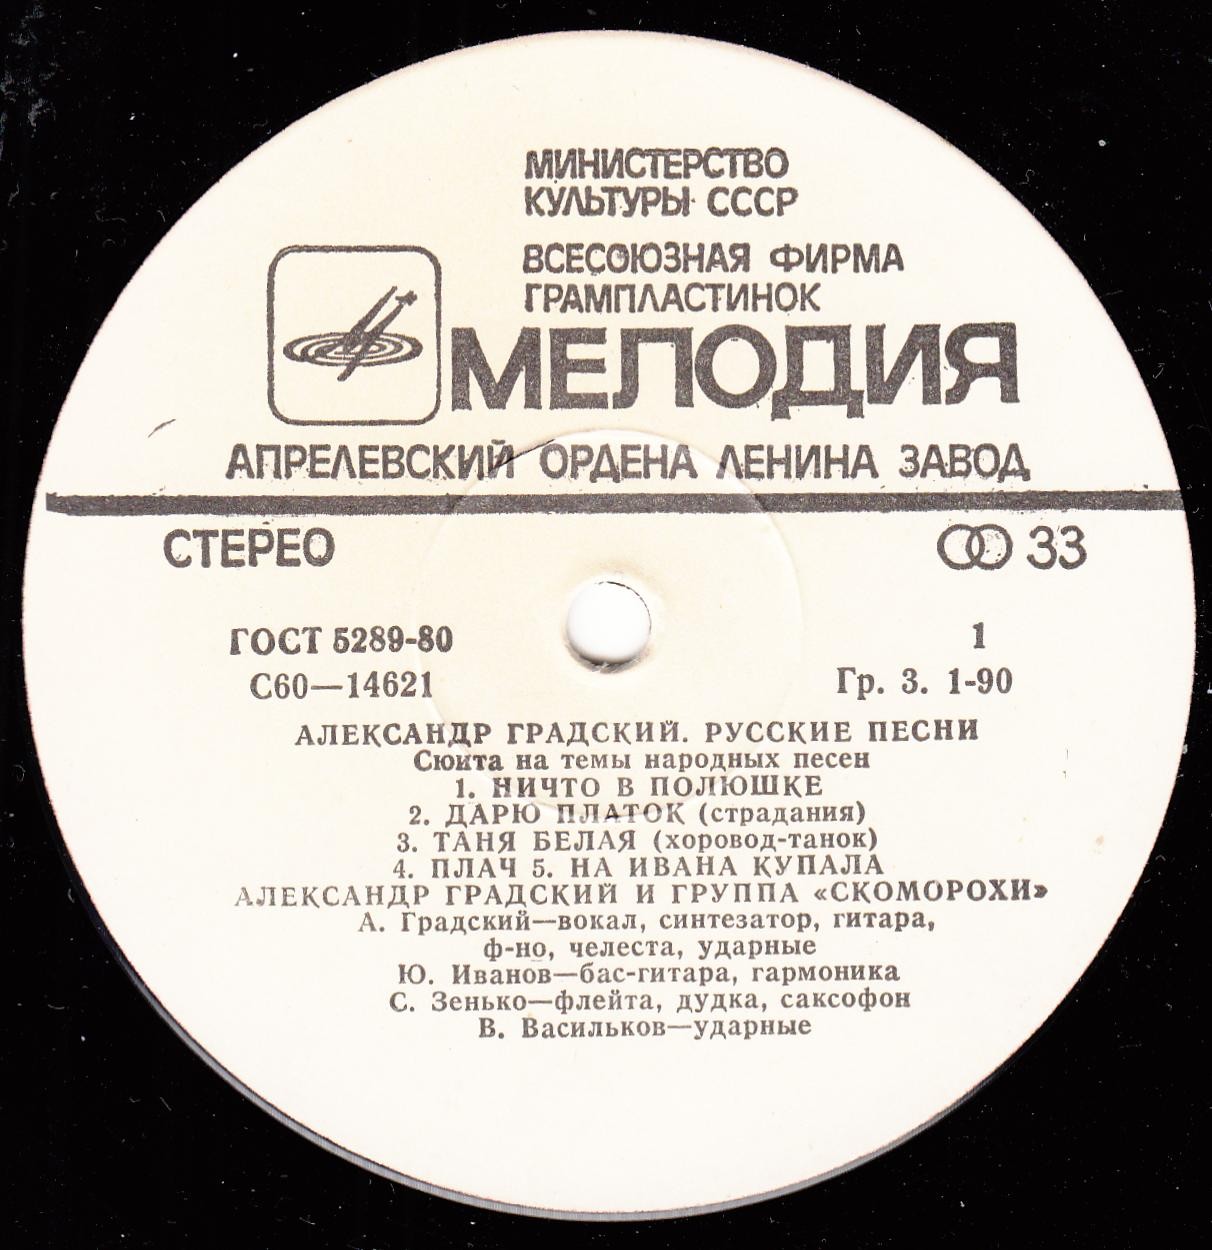 МИНИСТЕРСТВО
КУЛЬТУРЫ СССР
ВСЕСОЮЗНАЯ ФИРМА
ГРАМПЛАСТИНОК
МЕЛОДИЯ
АПРЕЛЕВСКИЙ ОРДЕНА ЛЕНИНА ЗАВОД
СТЕРЕО 33
ГОСТ 5289-80 1
С60—14621 Гр. 3. 1-90
АЛЕКСАНДР ГРАДСКИЙ. РУССКИЕ ПЕСНИ
Сюита на темы народных песен
1. НИЧТО В ПОЛЮШКЕ
2. ДАРЮ ПЛАТОК (страдания)
3. ТАНЯ БЕЛАЯ (хоровод-танок)
4. ПЛАЧ 5. НА ИВАНА КУПАЛА
АЛЕКСАНДР ГРАДСКИЙ И ГРУППА «СКОМОРОХИ»
А. Градский—вокал, синтезатор, гитара,
ф-но, челеста, ударные
Ю. Иванов—бас-гитара, гармоника
С. Зенько—флейта, дудка, саксофон
В. Васильков—ударные